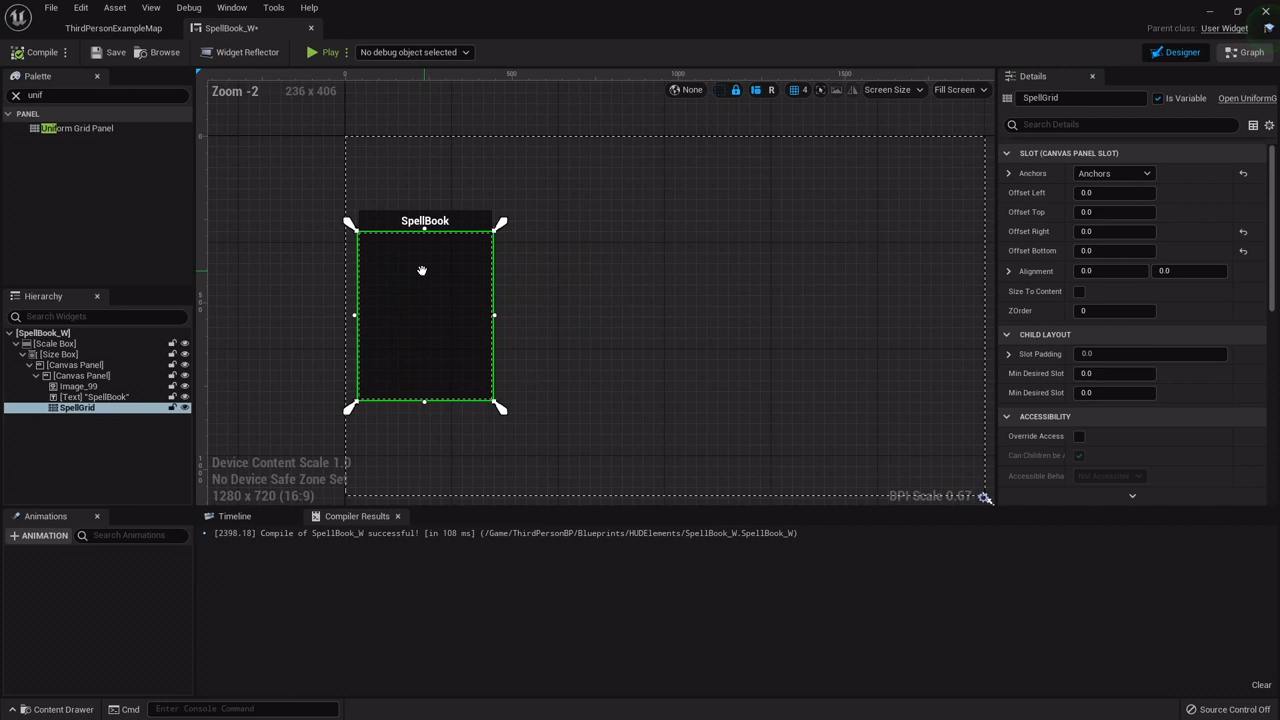 File Edit Asset View Debug Window Tools Help
ThirdPersonExampleMap SpellBook_W* Parent class: User Widget
Compile Save Browse Widget Reflector Play No debug object selected Designer Graph
Palette Details
unif
SpellGrid Is Variable Open UniformG
PANEL
Uniform Grid Panel
Search Details
0 500 1000 1500
Zoom -2 236 x 406 None R 4 Screen Size Fill Screen
SpellBook
Device Content Scale 1.0
No Device Safe Zone Set
1280 x 720 (16:9) DPI Scale 0.67
SLOT (CANVAS PANEL SLOT)
Anchors Anchors
Offset Left 0.0
Offset Top 0.0
Offset Right 0.0
Offset Bottom 0.0
Alignment 0.0 0.0
Size To Content
ZOrder 0
CHILD LAYOUT
Slot Padding 0.0
Min Desired Slot 0.0
Min Desired Slot 0.0
ACCESSIBILITY
Override Access
Can Children be A
Accessible Beha Not Accessible
Hierarchy
Search Widgets
[SpellBook_W]
[Scale Box]
[Size Box]
[Canvas Panel]
[Canvas Panel]
Image_99
[Text] "SpellBook"
SpellGrid
Animations Timeline Compiler Results
ANIMATION Search Animations
[2398.18] Compile of SpellBook_W successful! [in 108 ms] (/Game/ThirdPersonBP/Blueprints/HUDElements/SpellBook_W.SpellBook_W)
Clear
Content Drawer Cmd Enter Console Command Source Control Off